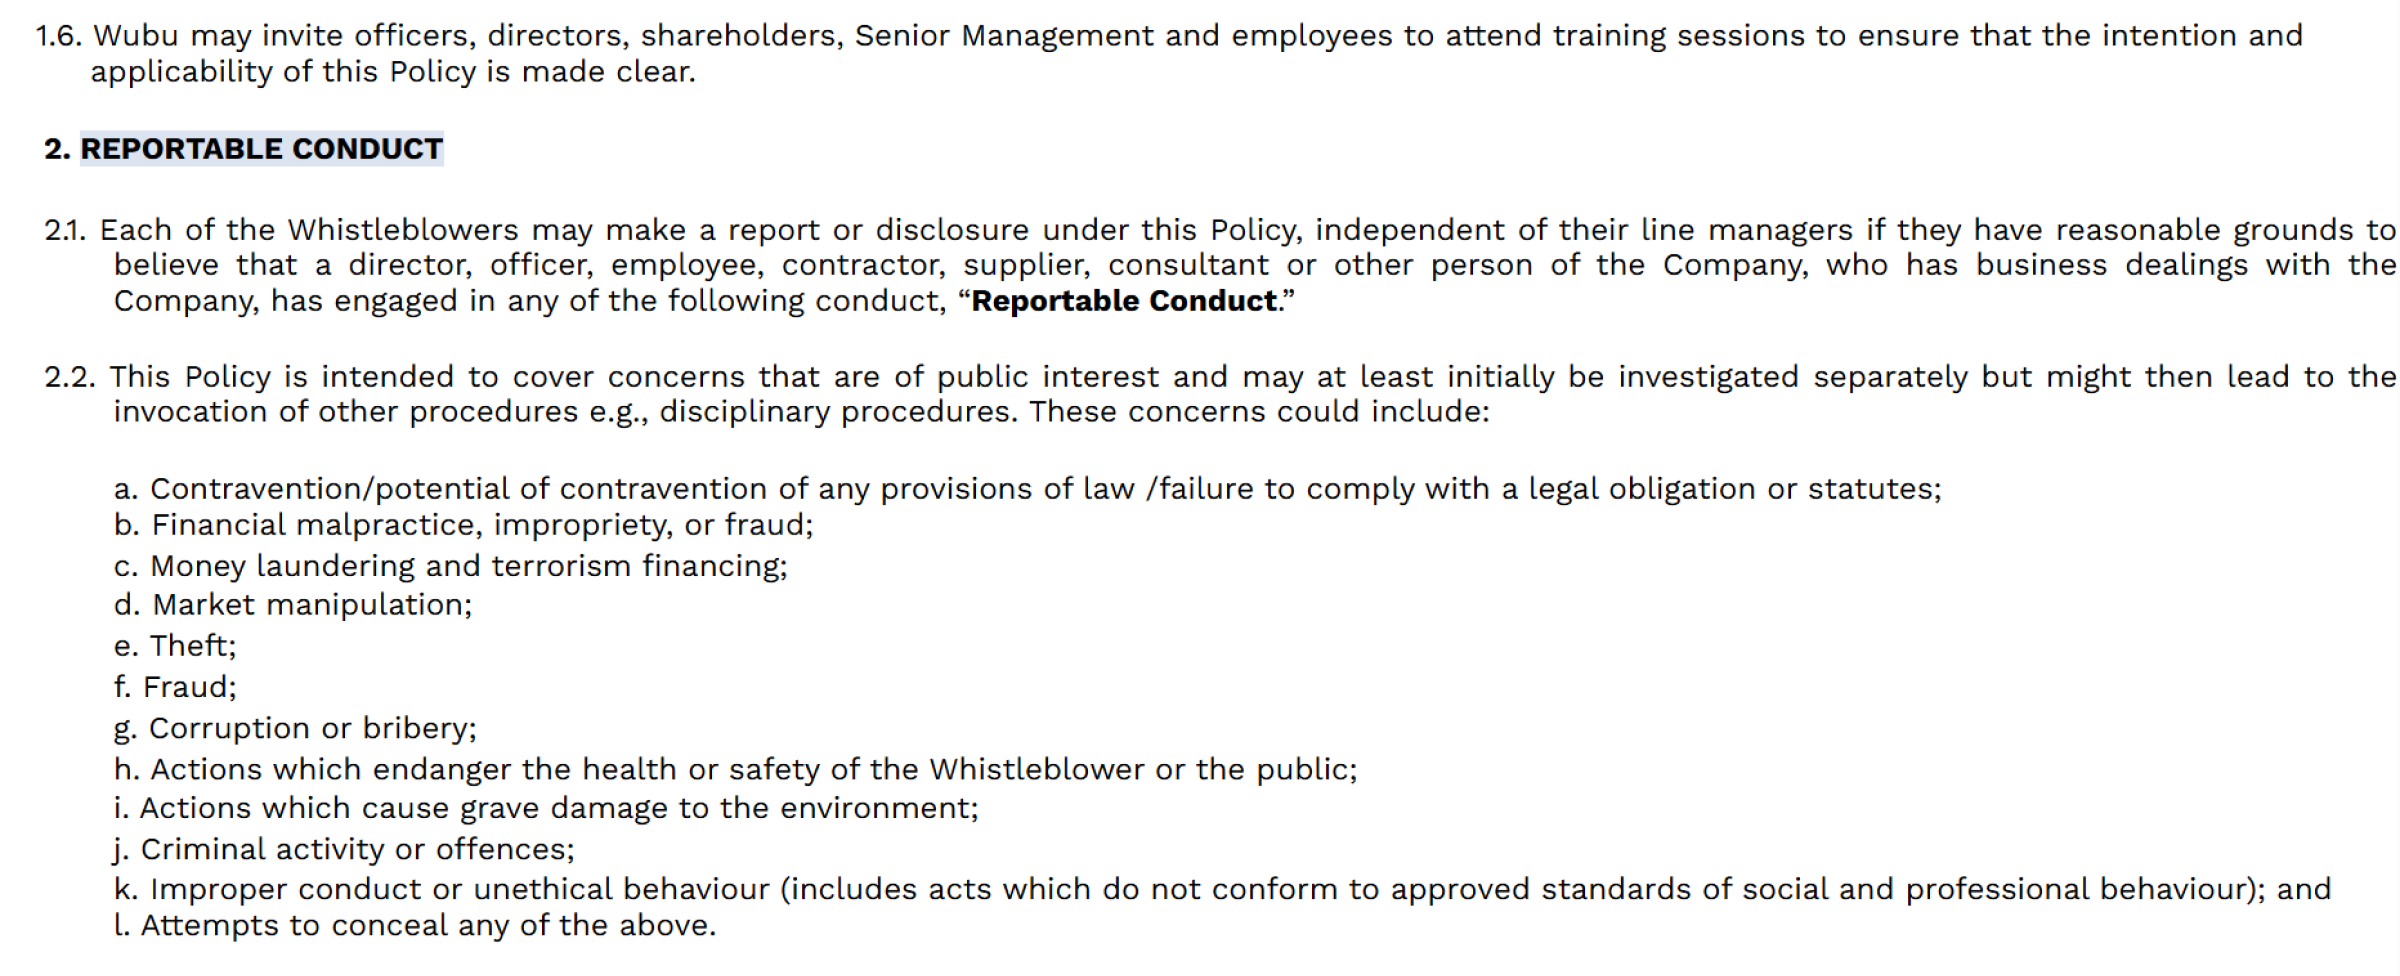 1.6. Wubu may invite officers, directors, shareholders, Senior Management and employees to attend training sessions to ensure that the intention and
applicability of this Policy is made clear.
2. REPORTABLE CONDUCT
2.1. Each of the Whistleblowers may make a report or disclosure under this Policy, independent of their line managers if they have reasonable grounds to
believe that a director, officer, employee, contractor, supplier, consultant or other person of the Company, who has business dealings with the
Company, has engaged in any of the following conduct, “Reportable Conduct.”
2.2. This Policy is intended to cover concerns that are of public interest and may at least initially be investigated separately but might then lead to the
invocation of other procedures e.g., disciplinary procedures. These concerns could include:
a. Contravention/potential of contravention of any provisions of law /failure to comply with a legal obligation or statutes;
b. Financial malpractice, impropriety, or fraud;
c. Money laundering and terrorism financing;
d. Market manipulation;
e. Theft;
f. Fraud;
g. Corruption or bribery;
h. Actions which endanger the health or safety of the Whistleblower or the public;
i. Actions which cause grave damage to the environment;
j. Criminal activity or offences;
k. Improper conduct or unethical behaviour (includes acts which do not conform to approved standards of social and professional behaviour); and
l. Attempts to conceal any of the above.